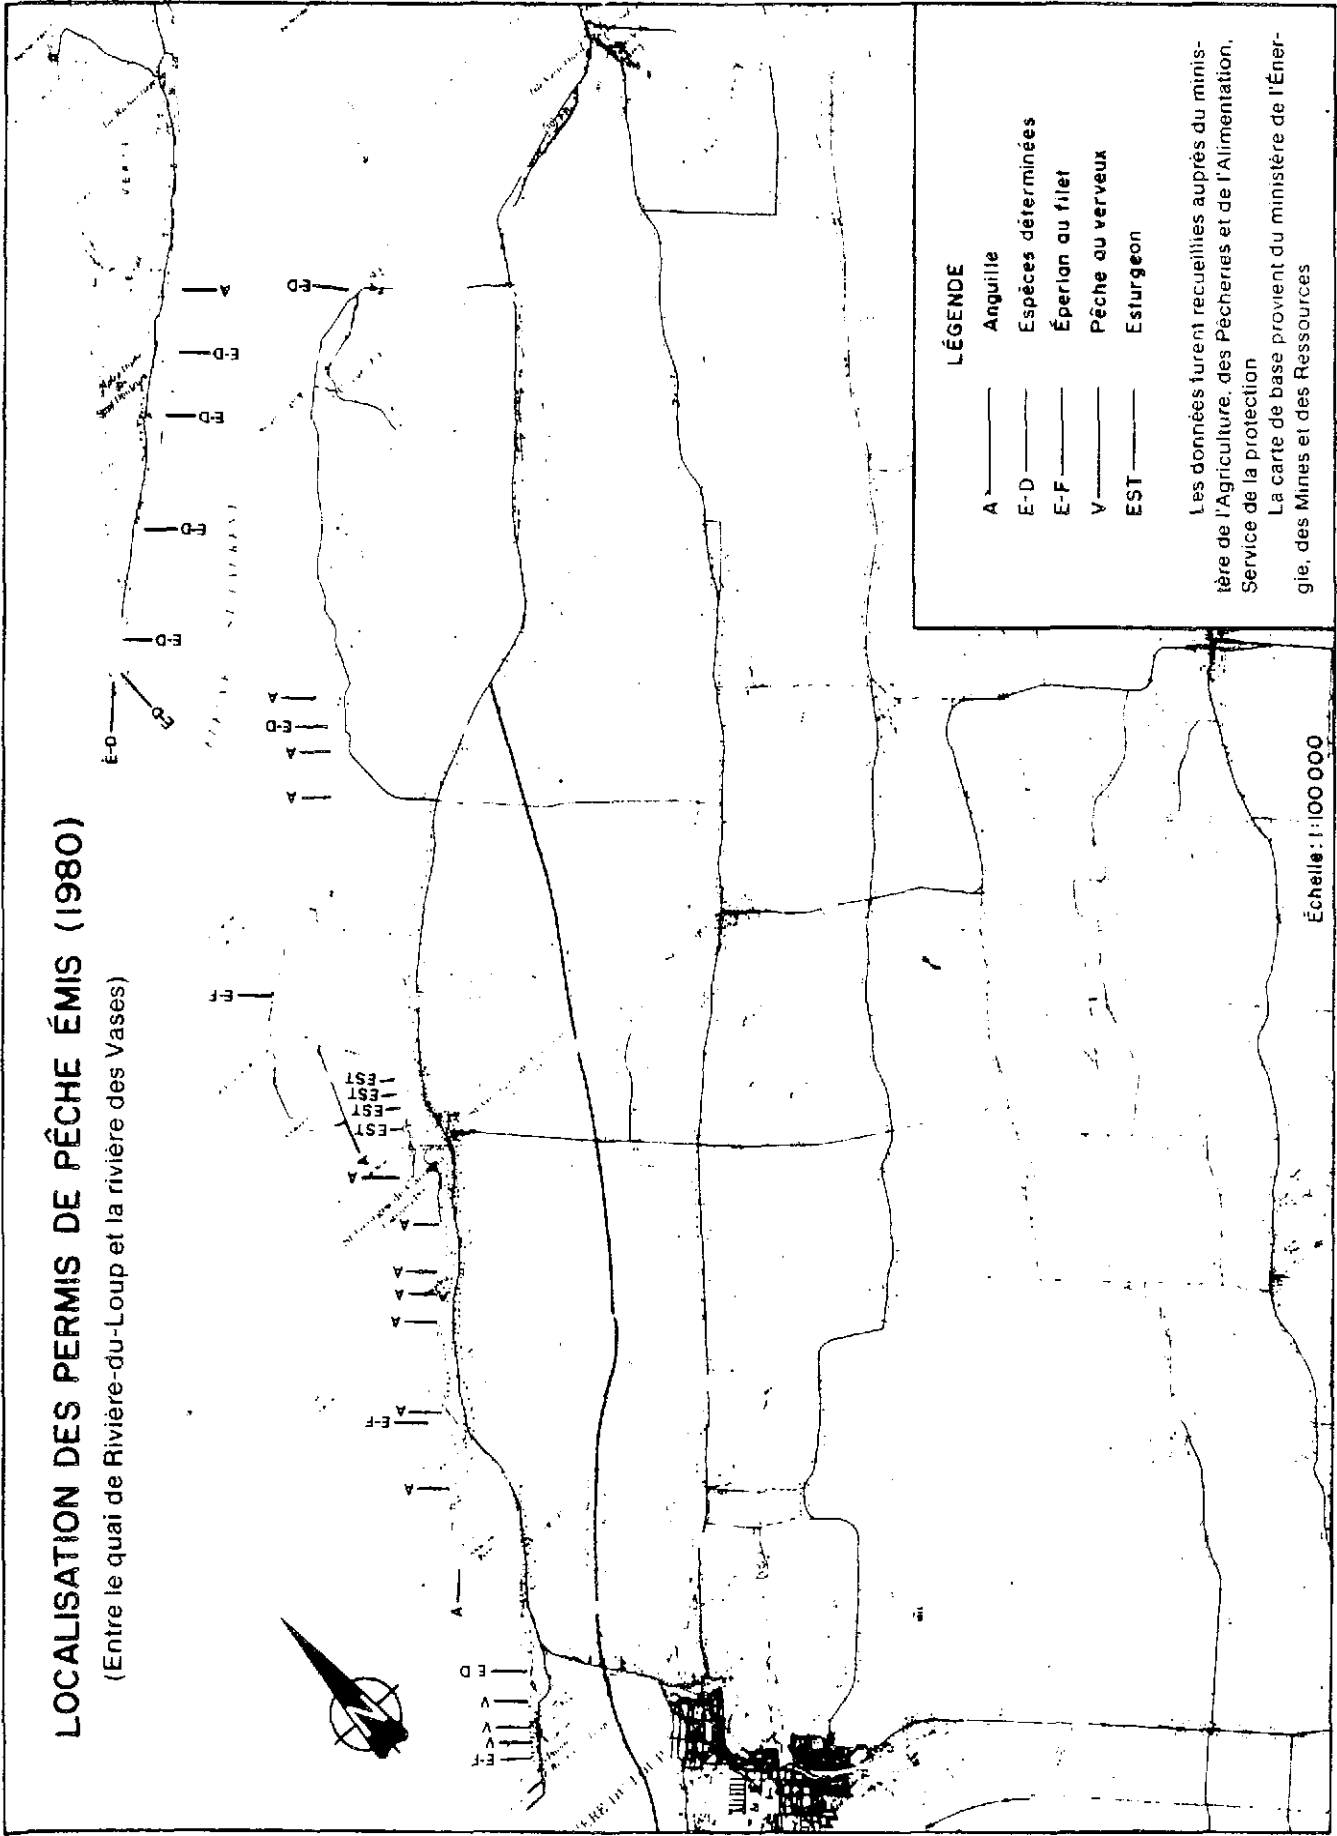 LOCALISATION DES PERMIS DE PÊCHE ÉMIS (1980)
(Entre le quai de Rivière-du-Loup et la rivière des Vases)
E-F
V
V
E D
A
A
E-F
A
A
A
A
A
A
EST
EST
EST
EST
E-F
A
A
E-D
A
E-D
E-D
E-D
E-D
E-D
E-D
A
E-D
VERTE
LÉGENDE
A Anguille
E-D Espèces déterminées
E-F Éperlan au filet
V Pêche au verveux
EST Esturgeon
Les données furent recueillies auprès du minis-
tère de l'Agriculture, des Pêcheries et de l'Alimentation,
Service de la protection
La carte de base provient du ministère de l'Éner-
gie, des Mines et des Ressources
Échelle: 1:100 000